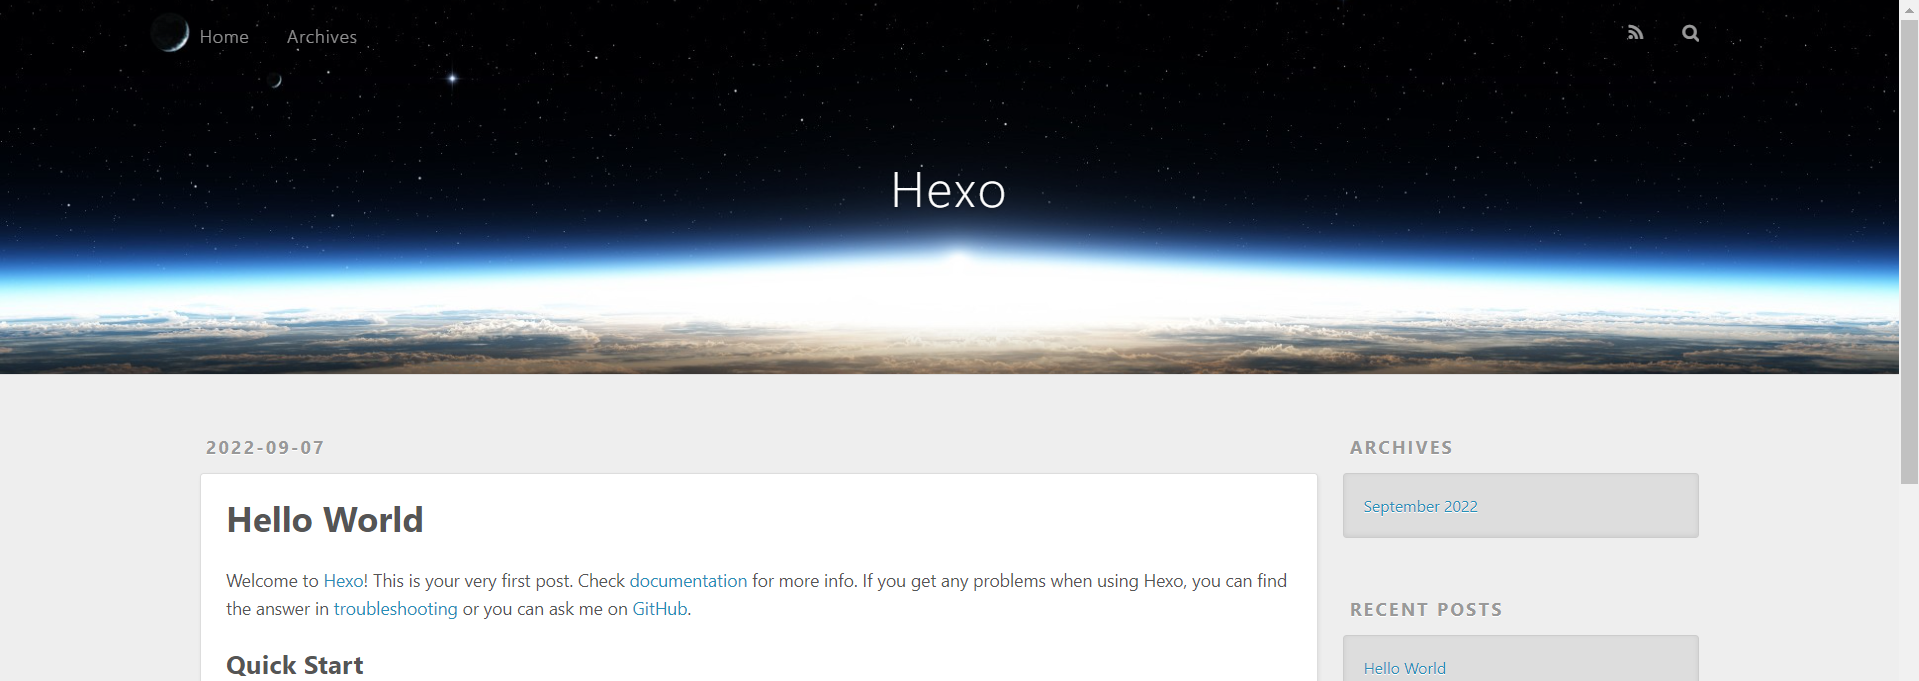 Home Archives
Hexo
2022-09-07
Hello World
Welcome to Hexo! This is your very first post. Check documentation for more info. If you get any problems when using Hexo, you can find
the answer in troubleshooting or you can ask me on GitHub.
Quick Start
ARCHIVES
September 2022
RECENT POSTS
Hello World